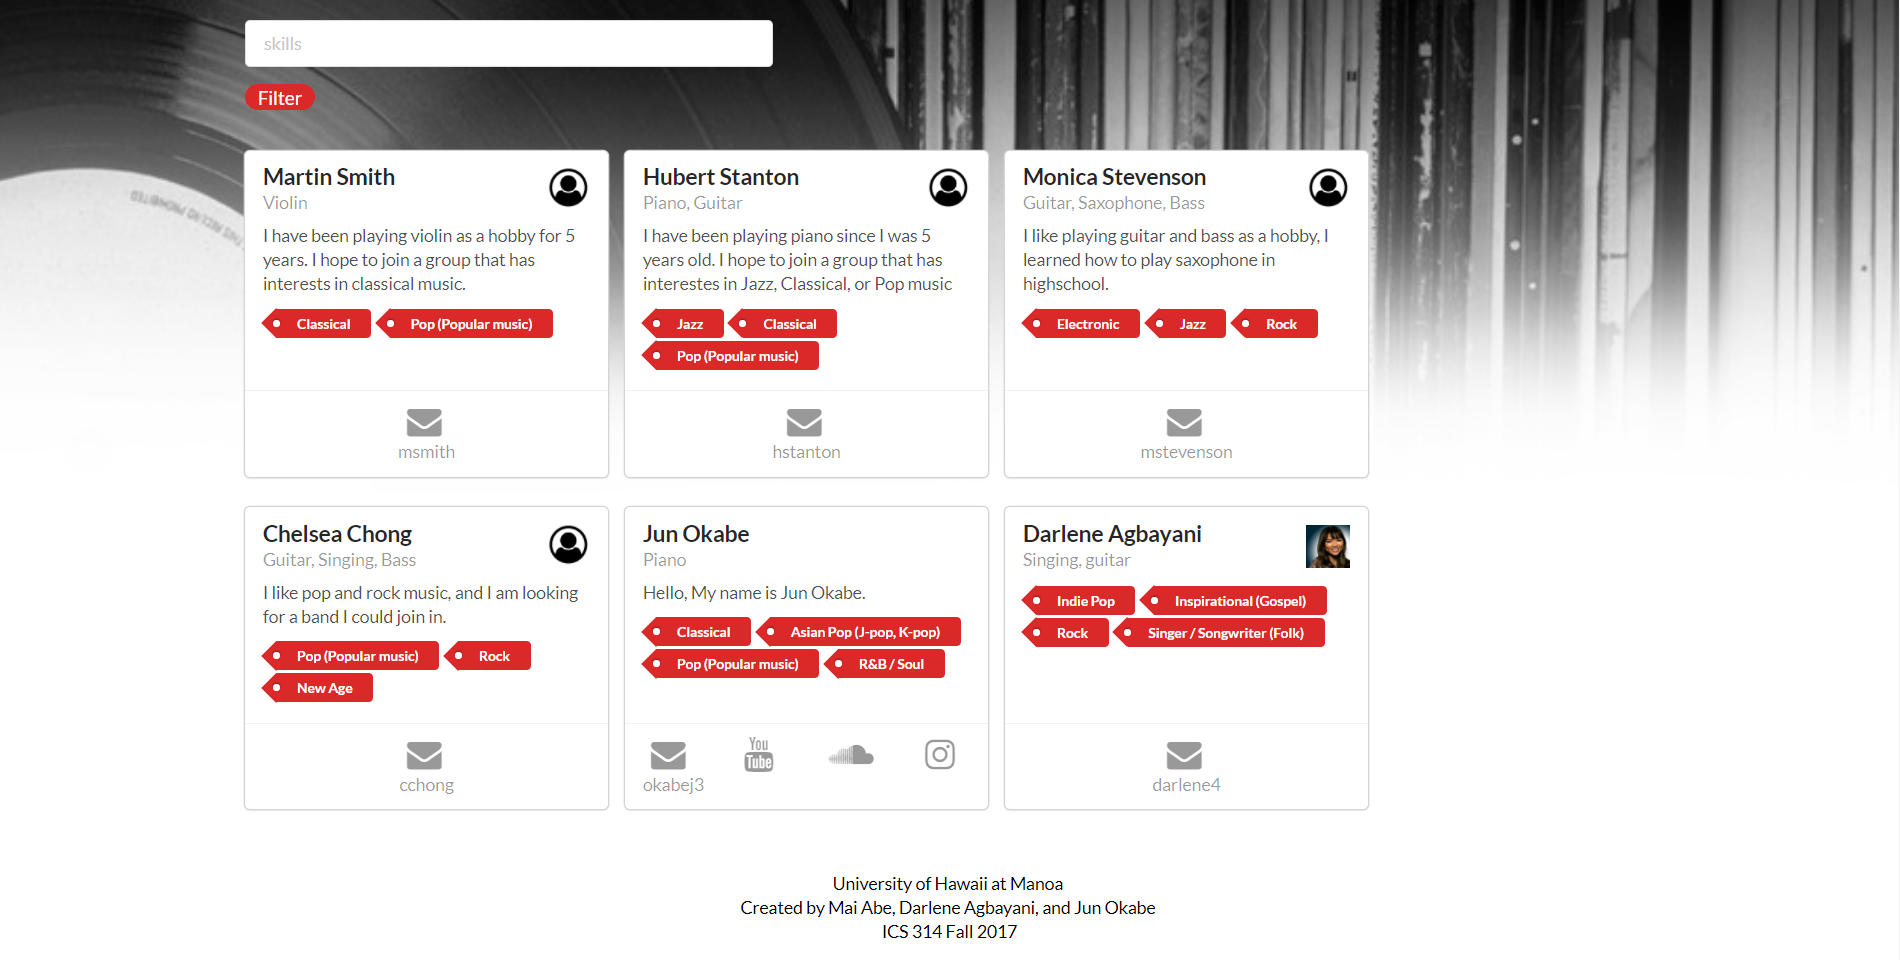 skills
Filter
THIS RECORD PROHIBITED
Martin Smith
Violin
I have been playing violin as a hobby for 5
years. I hope to join a group that has
interests in classical music.
Classical
Pop (Popular music)
msmith
Hubert Stanton
Piano, Guitar
I have been playing piano since I was 5
years old. I hope to join a group that has
interestes in Jazz, Classical, or Pop music
Jazz
Classical
Pop (Popular music)
hstanton
Monica Stevenson
Guitar, Saxophone, Bass
I like playing guitar and bass as a hobby, I
learned how to play saxophone in
highschool.
Electronic
Jazz
Rock
mstevenson
Chelsea Chong
Guitar, Singing, Bass
I like pop and rock music, and I am looking
for a band I could join in.
Pop (Popular music)
Rock
New Age
cchong
Jun Okabe
Piano
Hello, My name is Jun Okabe.
Classical
Asian Pop (J-pop, K-pop)
Pop (Popular music)
R&B / Soul
okabej3
You
Tube
Darlene Agbayani
Singing, guitar
Indie Pop
Inspirational (Gospel)
Rock
Singer / Songwriter (Folk)
darlene4
University of Hawaii at Manoa
Created by Mai Abe, Darlene Agbayani, and Jun Okabe
ICS 314 Fall 2017